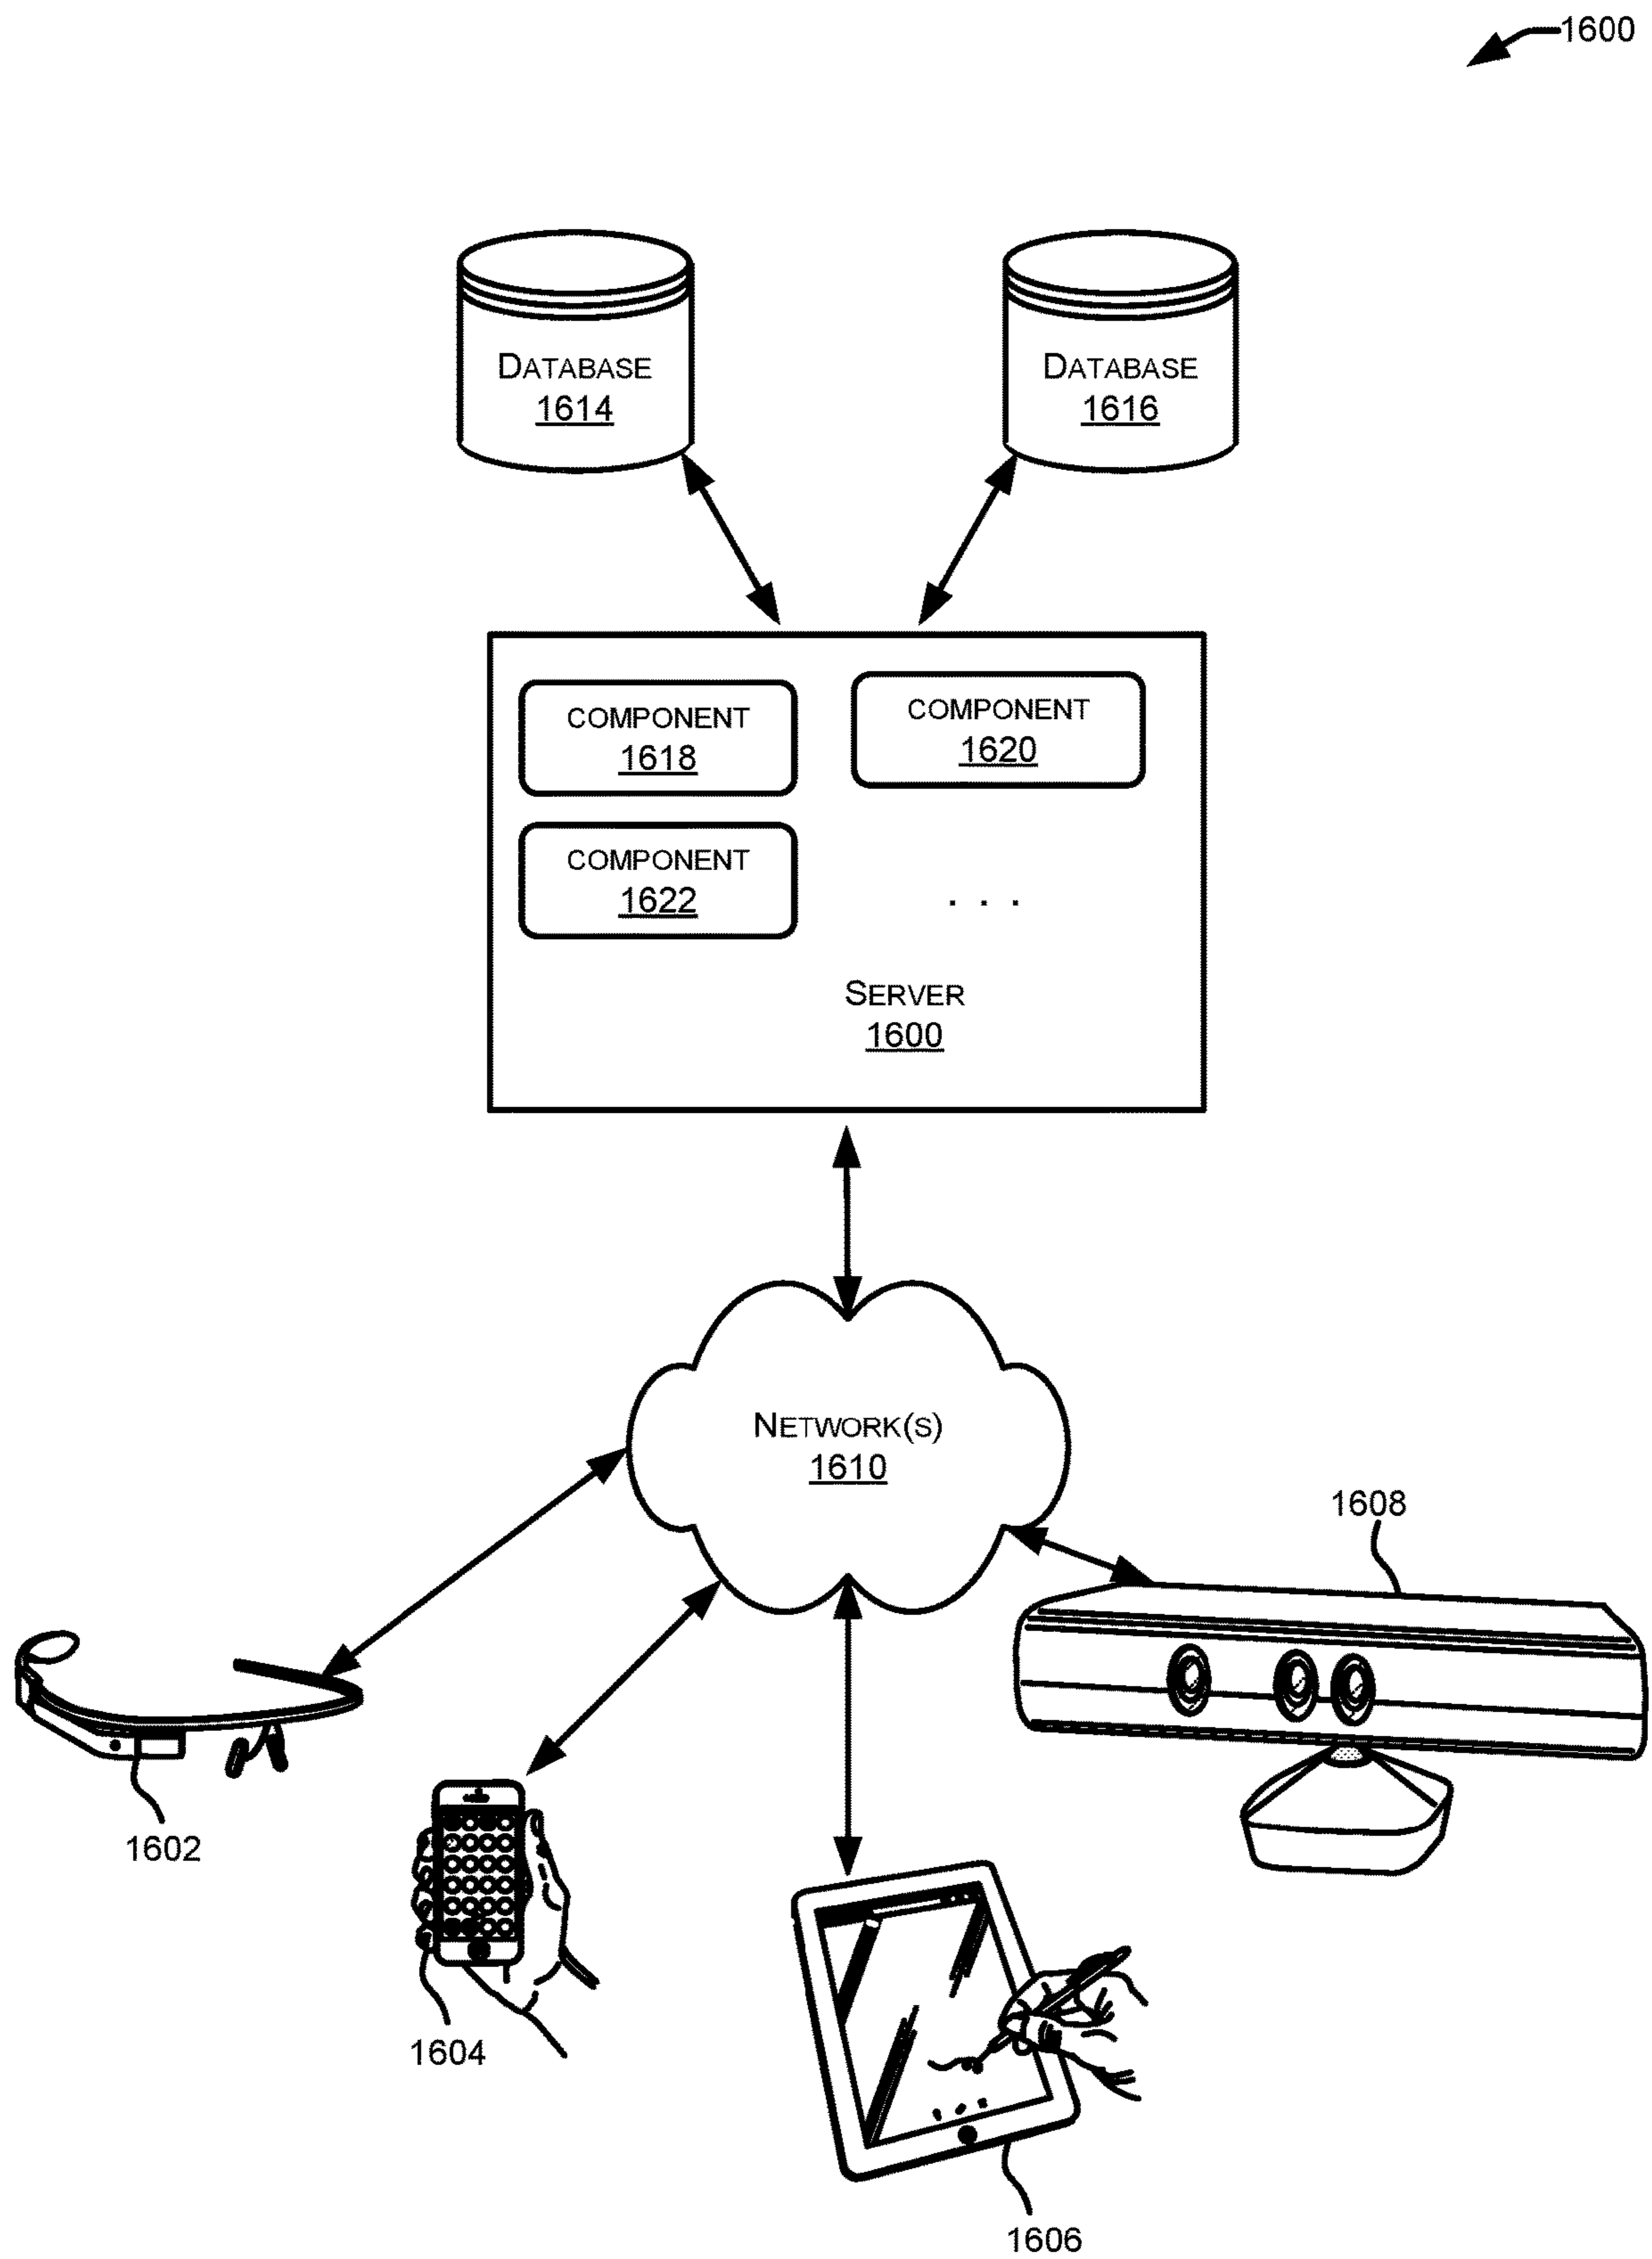 1600
DATABASE
1614
DATABASE
1616
COMPONENT
1618
COMPONENT
1620
COMPONENT
1622
. . .
SERVER
1600
NETWORK(S)
1610
1608
1602
1604
1606